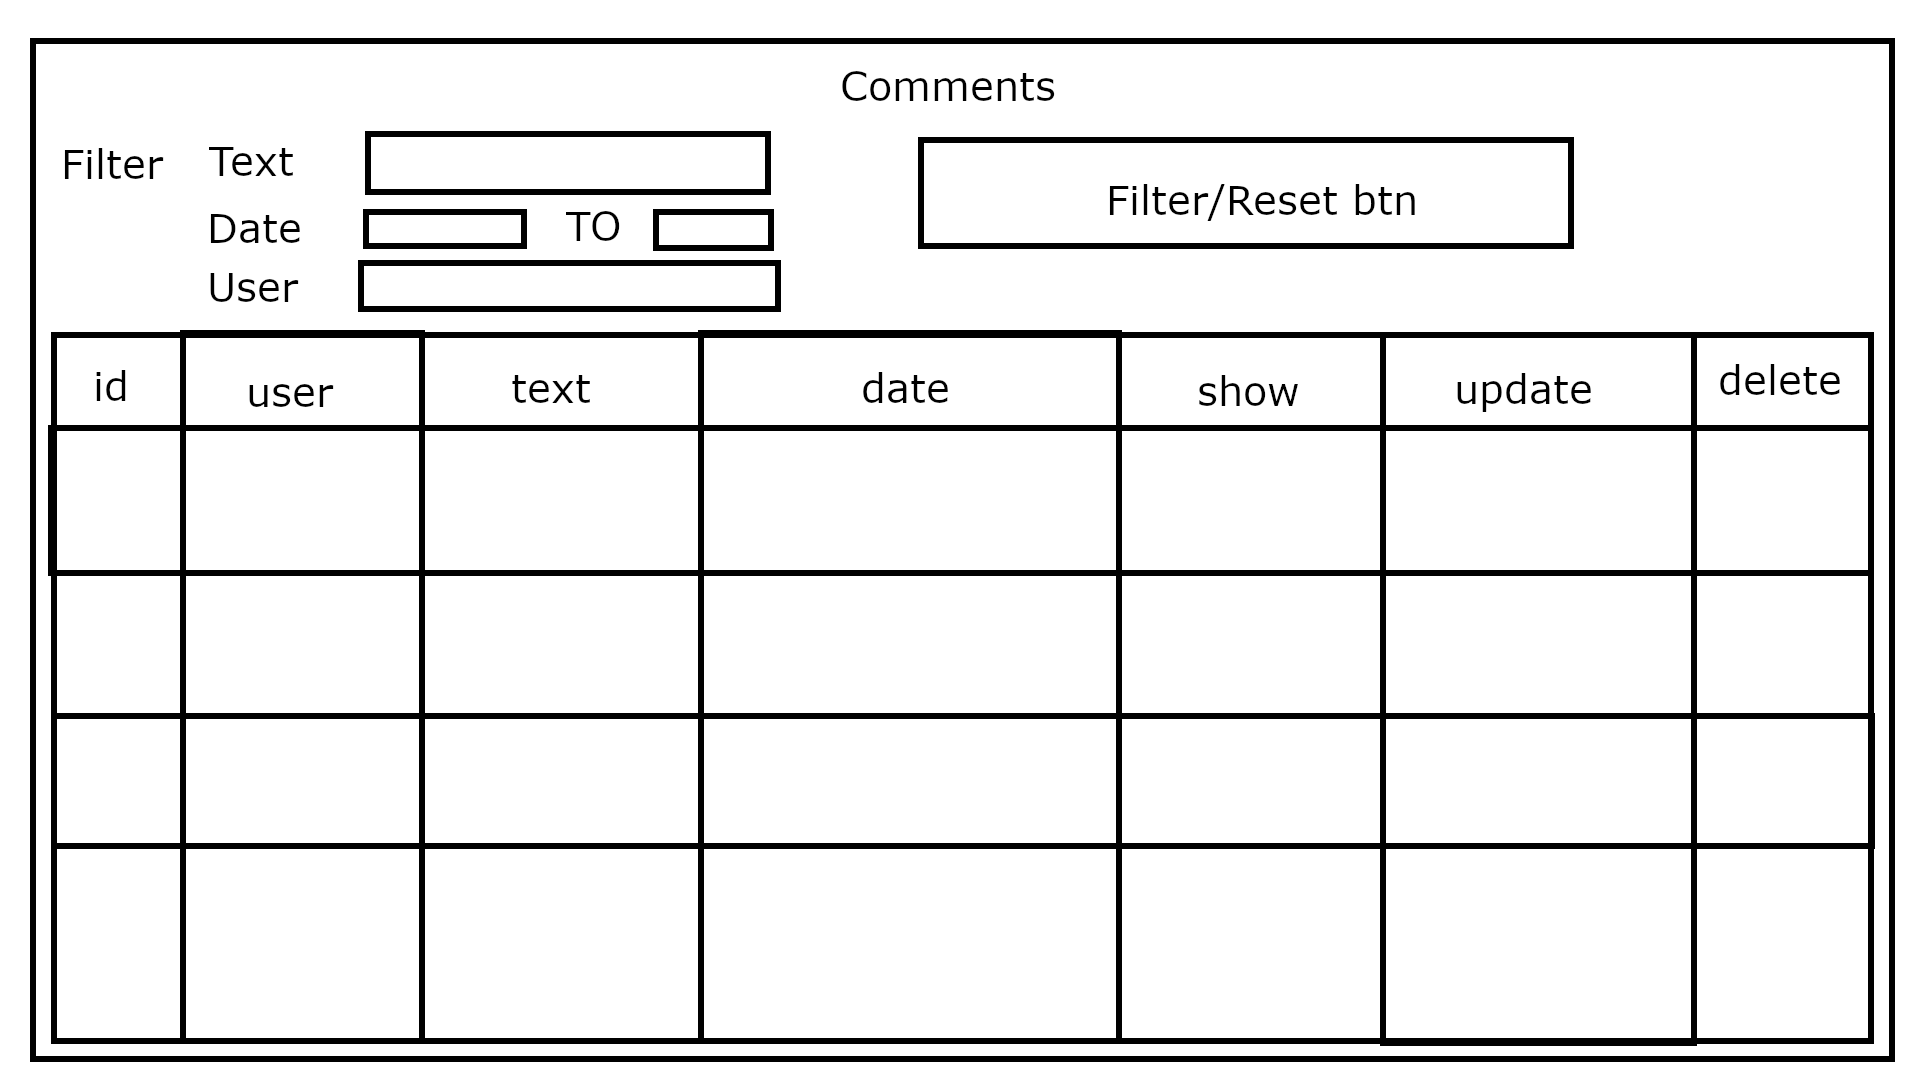 Comments
Filter Text
Date TO
User
Filter/Reset btn
id user text date show update delete